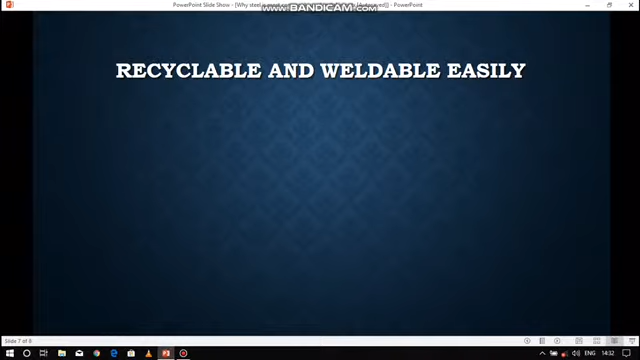 PowerPoint Slide Show - [Why steel
- PowerPoint
WWW.BANDICAM.COM
RECYCLABLE AND WELDABLE EASILY
Slide 7 of 8
ENG
14:32